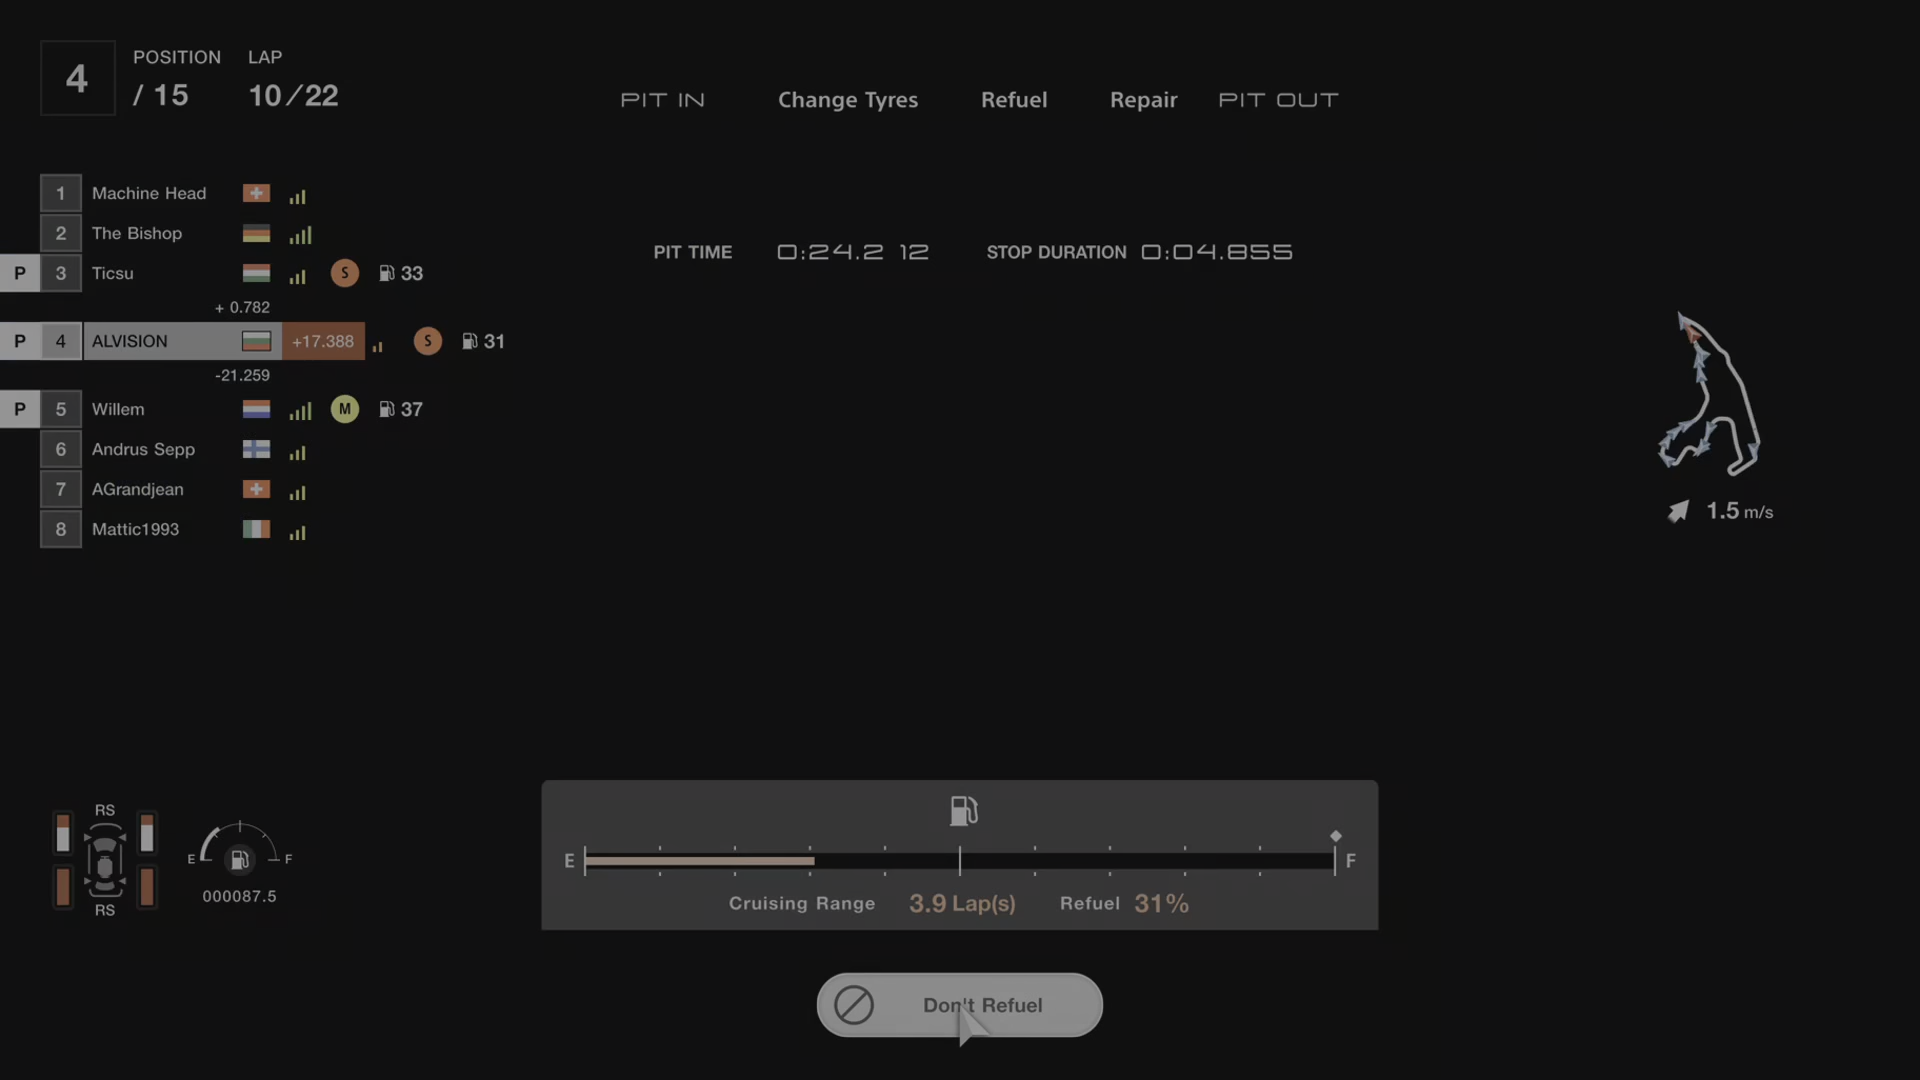 4 POSITION / 15 LAP 10/22
PIT IN Change Tyres Refuel Repair PIT OUT
PIT TIME 0:24.2 12 STOP DURATION 0:04.855
1 Machine Head
2 The Bishop
P 3 Ticsu S 33
+ 0.782
P 4 ALVISION +17.388 S 31
-21.259
P 5 Willem M 37
6 Andrus Sepp
7 AGrandjean
8 Mattic1993
1.5 m/s
RS
RS
E F
000087.5
E F
Cruising Range 3.9 Lap(s) Refuel 31%
Don't Refuel